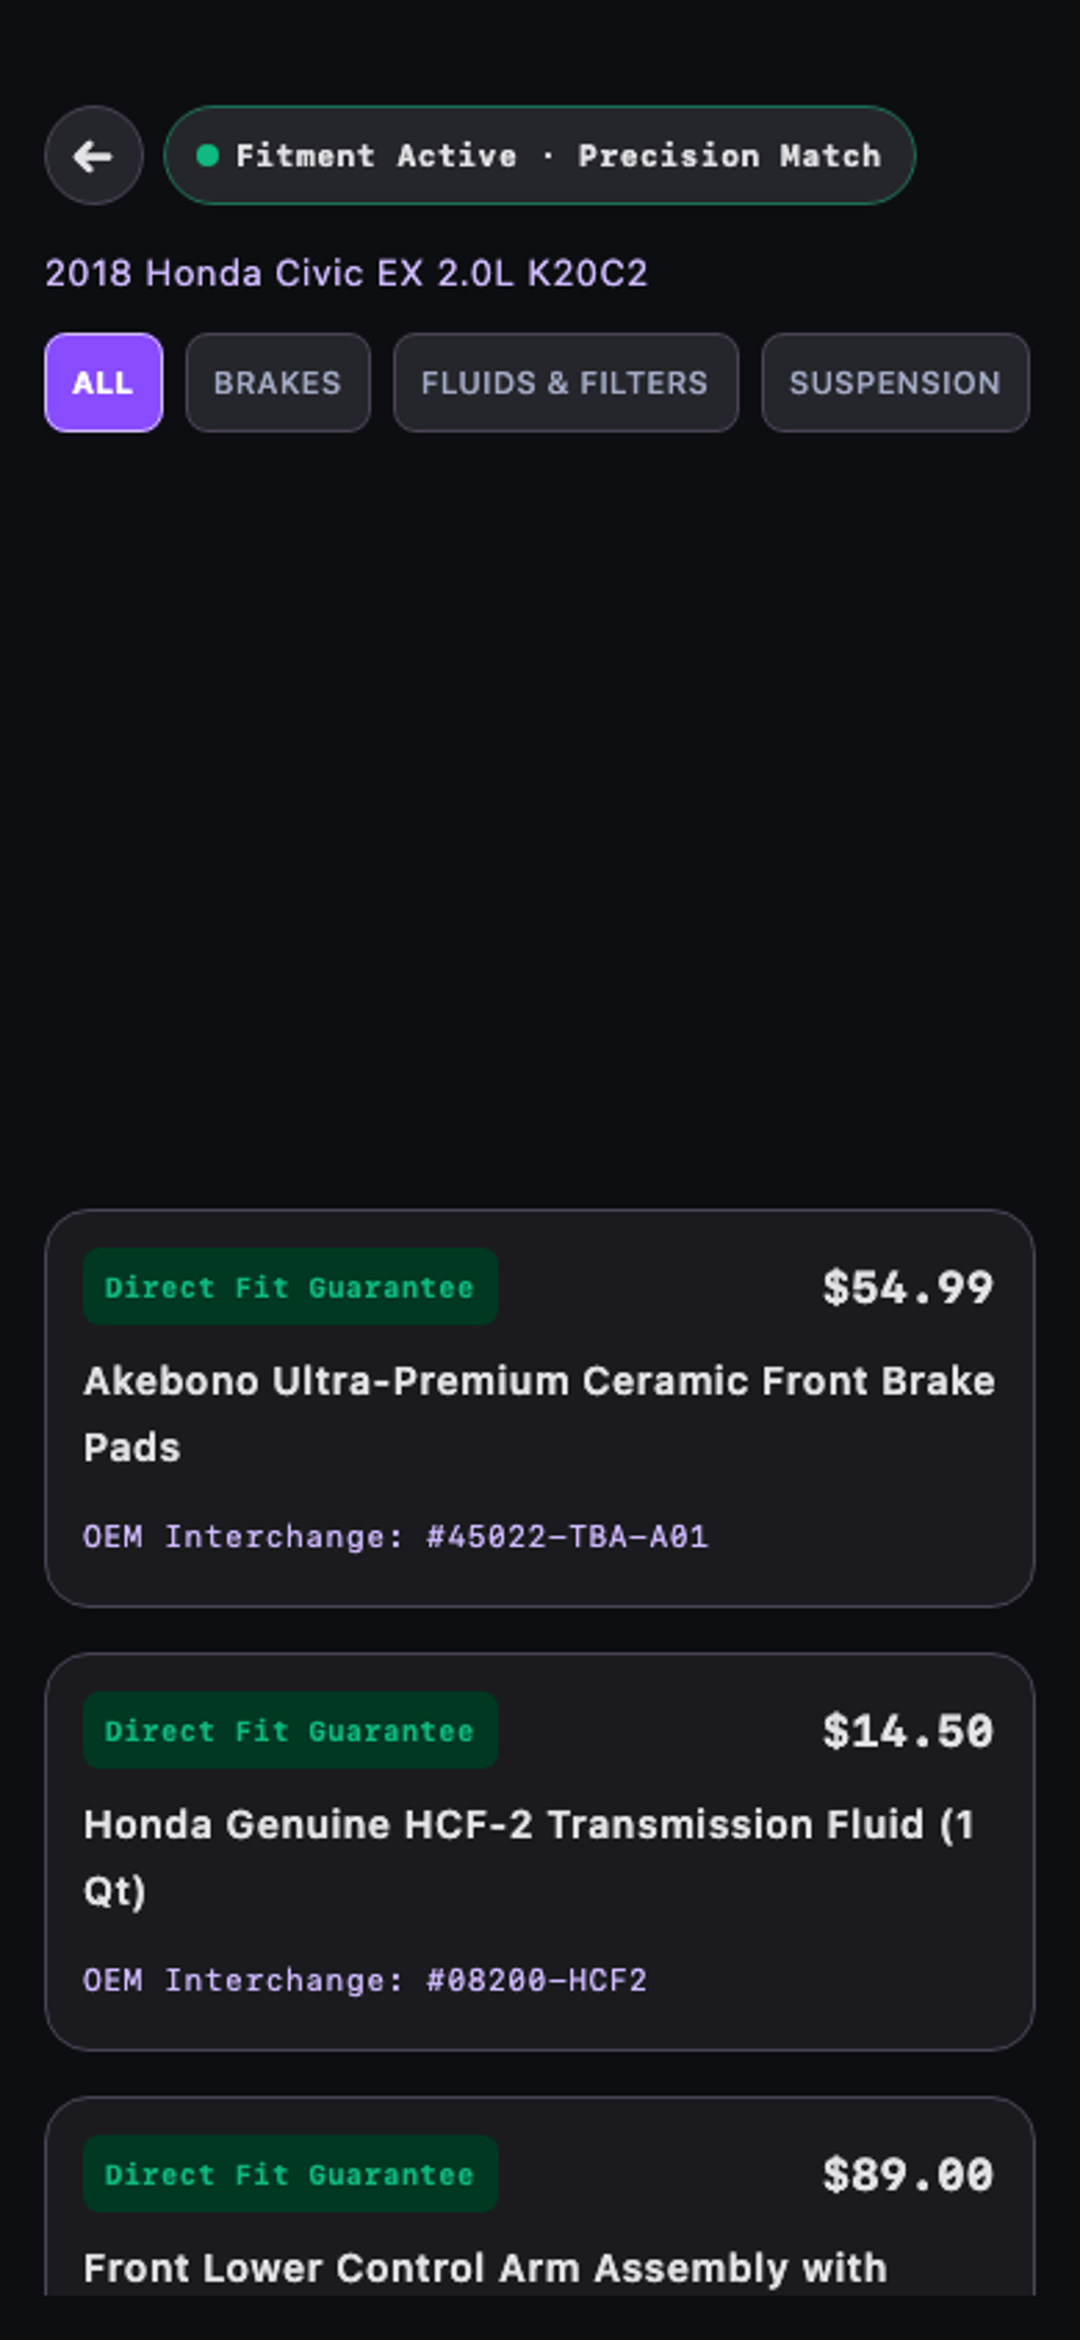 Fitment Active · Precision Match
2018 Honda Civic EX 2.0L K20C2
ALL
BRAKES
FLUIDS & FILTERS
SUSPENSION
Direct Fit Guarantee
$54.99
Akebono Ultra-Premium Ceramic Front Brake
Pads
OEM Interchange: #45022-TBA-A01
Direct Fit Guarantee
$14.50
Honda Genuine HCF-2 Transmission Fluid (1
Qt)
OEM Interchange: #08200-HCF2
Direct Fit Guarantee
$89.00
Front Lower Control Arm Assembly with